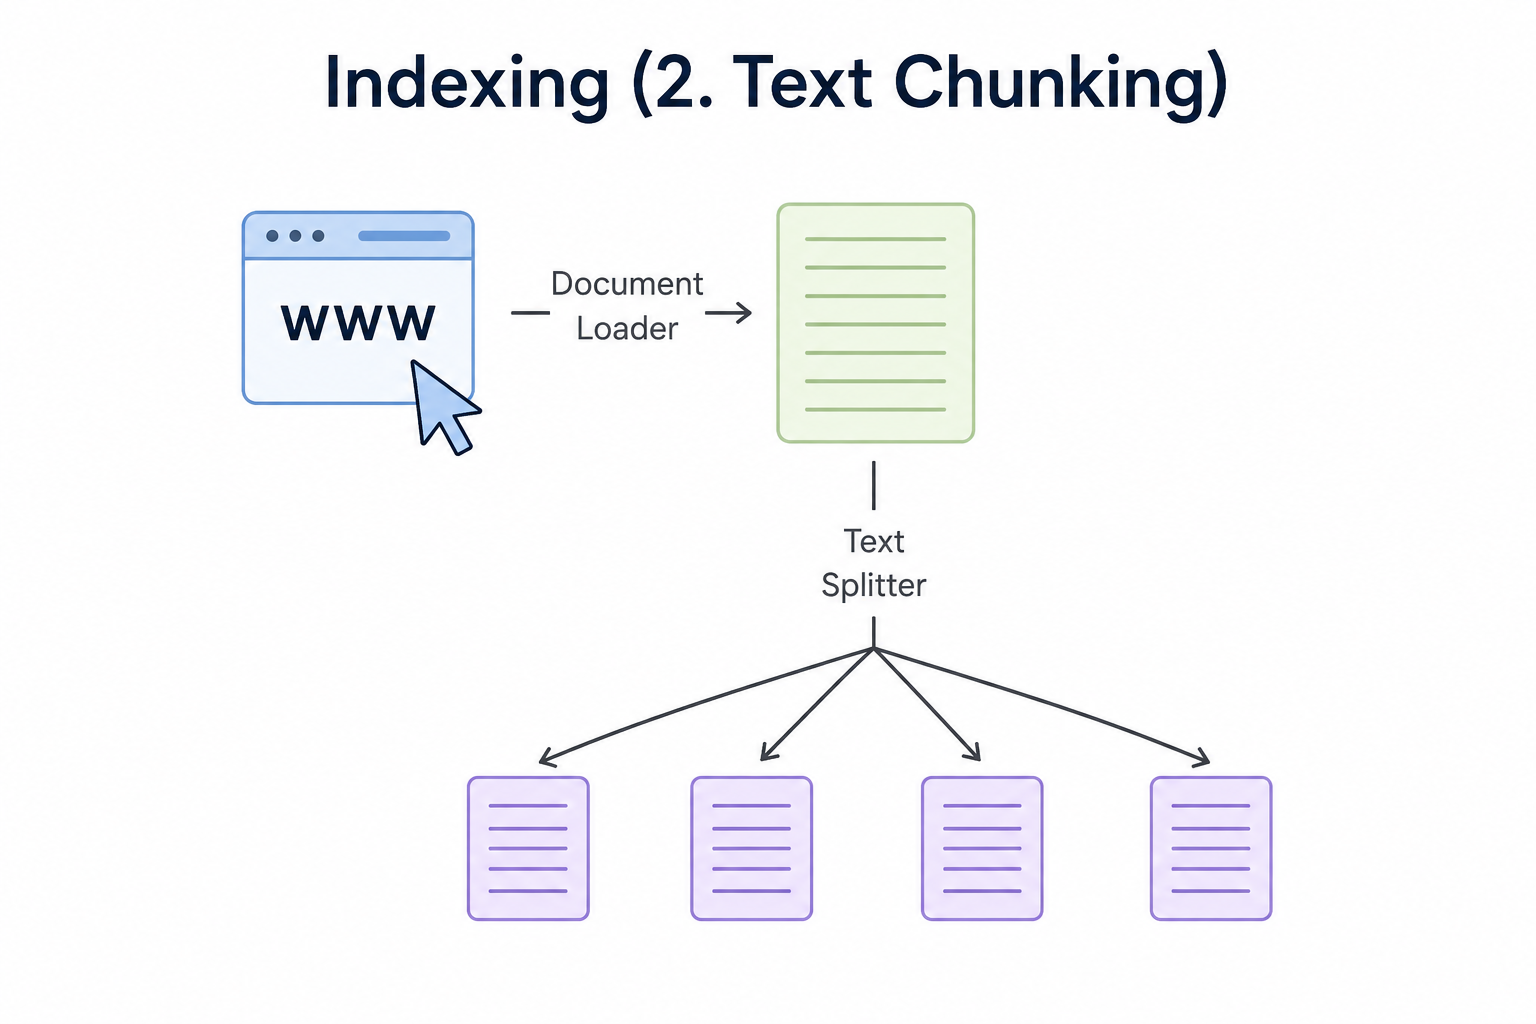 Indexing (2. Text Chunking)
www
Document
Loader
Text
Splitter